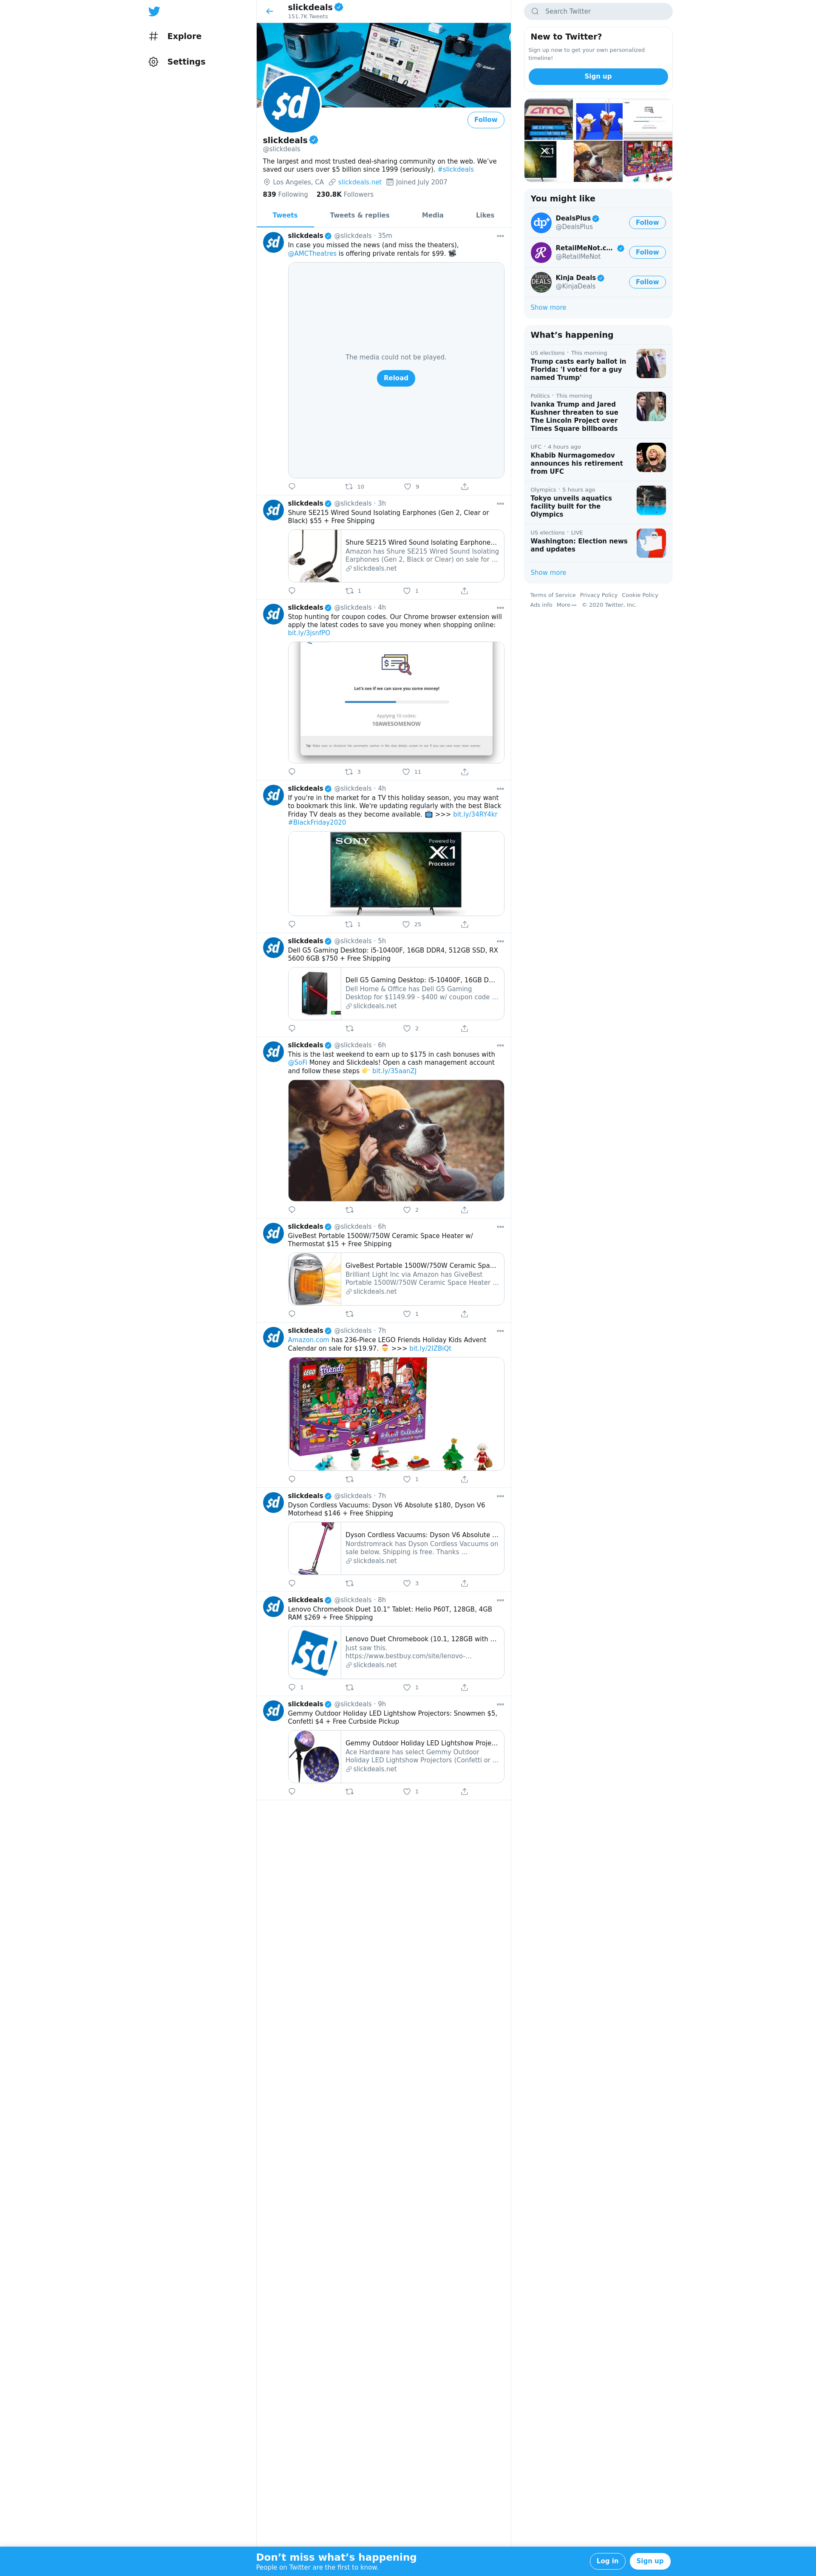 Explore
Settings
slickdeals
151.7K Tweets
$d
Follow
slickdeals
@slickdeals
The largest and most trusted deal-sharing community on the web. We've
saved our users over $5 billion since 1999 (seriously). #slickdeals
Los Angeles, CA slickdeals.net Joined July 2007
839 Following 230.8K Followers
Tweets Tweets & replies Media Likes
slickdeals @slickdeals · 35m
In case you missed the news (and miss the theaters),
@AMCTheatres is offering private rentals for $99. 📽
The media could not be played.
Reload
10 9
slickdeals @slickdeals · 3h
Shure SE215 Wired Sound Isolating Earphones (Gen 2, Clear or
Black) $55 + Free Shipping
Shure SE215 Wired Sound Isolating Earphone...
Amazon has Shure SE215 Wired Sound Isolating
Earphones (Gen 2, Black or Clear) on sale for ...
slickdeals.net
1 1
slickdeals @slickdeals · 4h
Stop hunting for coupon codes. Our Chrome browser extension will
apply the latest codes to save you money when shopping online:
bit.ly/3jsnfPD
Let's see if we can save you some money!
Applying 10 codes:
10AWESOMENOW
3 11
slickdeals @slickdeals · 4h
If you're in the market for a TV this holiday season, you may want
to bookmark this link. We're updating regularly with the best Black
Friday TV deals as they become available. 📺 >>> bit.ly/34RY4kr
#BlackFriday2020
SONY
Powered by
X1
Processor
1 25
slickdeals @slickdeals · 5h
Dell G5 Gaming Desktop: i5-10400F, 16GB DDR4, 512GB SSD, RX
5600 6GB $750 + Free Shipping
Dell G5 Gaming Desktop: i5-10400F, 16GB D...
Dell Home & Office has Dell G5 Gaming
Desktop for $1149.99 - $400 w/ coupon code ...
slickdeals.net
2
slickdeals @slickdeals · 6h
This is the last weekend to earn up to $175 in cash bonuses with
@SoFi Money and Slickdeals! Open a cash management account
and follow these steps 👉 bit.ly/35aanZJ
2
slickdeals @slickdeals · 6h
GiveBest Portable 1500W/750W Ceramic Space Heater w/
Thermostat $15 + Free Shipping
GiveBest Portable 1500W/750W Ceramic Spa...
Brilliant Light Inc via Amazon has GiveBest
Portable 1500W/750W Ceramic Space Heater ...
slickdeals.net
1
slickdeals @slickdeals · 7h
Amazon.com has 236-Piece LEGO Friends Holiday Kids Advent
Calendar on sale for $19.97. 🎅 >>> bit.ly/2IZBiQt
LEGO Friends
6+
Advent Calendar
1
slickdeals @slickdeals · 7h
Dyson Cordless Vacuums: Dyson V6 Absolute $180, Dyson V6
Motorhead $146 + Free Shipping
Dyson Cordless Vacuums: Dyson V6 Absolute ...
Nordstromrack has Dyson Cordless Vacuums on
sale below. Shipping is free. Thanks ...
slickdeals.net
3
slickdeals @slickdeals · 8h
Lenovo Chromebook Duet 10.1" Tablet: Helio P60T, 128GB, 4GB
RAM $269 + Free Shipping
Lenovo Duet Chromebook (10.1, 128GB with ...
Just saw this.
https://www.bestbuy.com/site/lenovo-...
slickdeals.net
1 1
slickdeals @slickdeals · 9h
Gemmy Outdoor Holiday LED Lightshow Projectors: Snowmen $5,
Confetti $4 + Free Curbside Pickup
Gemmy Outdoor Holiday LED Lightshow Proje...
Ace Hardware has select Gemmy Outdoor
Holiday LED Lightshow Projectors (Confetti or ...
slickdeals.net
1
Search Twitter
New to Twitter?
Sign up now to get your own personalized
timeline!
Sign up
amc
You might like
DealsPlus
@DealsPlus
Follow
RetailMeNot.c...
@RetailMeNot
Follow
Kinja Deals
@KinjaDeals
Follow
Show more
What's happening
US elections · This morning
Trump casts early ballot in
Florida: 'I voted for a guy
named Trump'
Politics · This morning
Ivanka Trump and Jared
Kushner threaten to sue
The Lincoln Project over
Times Square billboards
UFC · 4 hours ago
Khabib Nurmagomedov
announces his retirement
from UFC
Olympics · 5 hours ago
Tokyo unveils aquatics
facility built for the
Olympics
US elections · LIVE
Washington: Election news
and updates
Show more
Terms of Service Privacy Policy Cookie Policy
Ads info More © 2020 Twitter, Inc.
Don't miss what's happening
People on Twitter are the first to know.
Log in Sign up